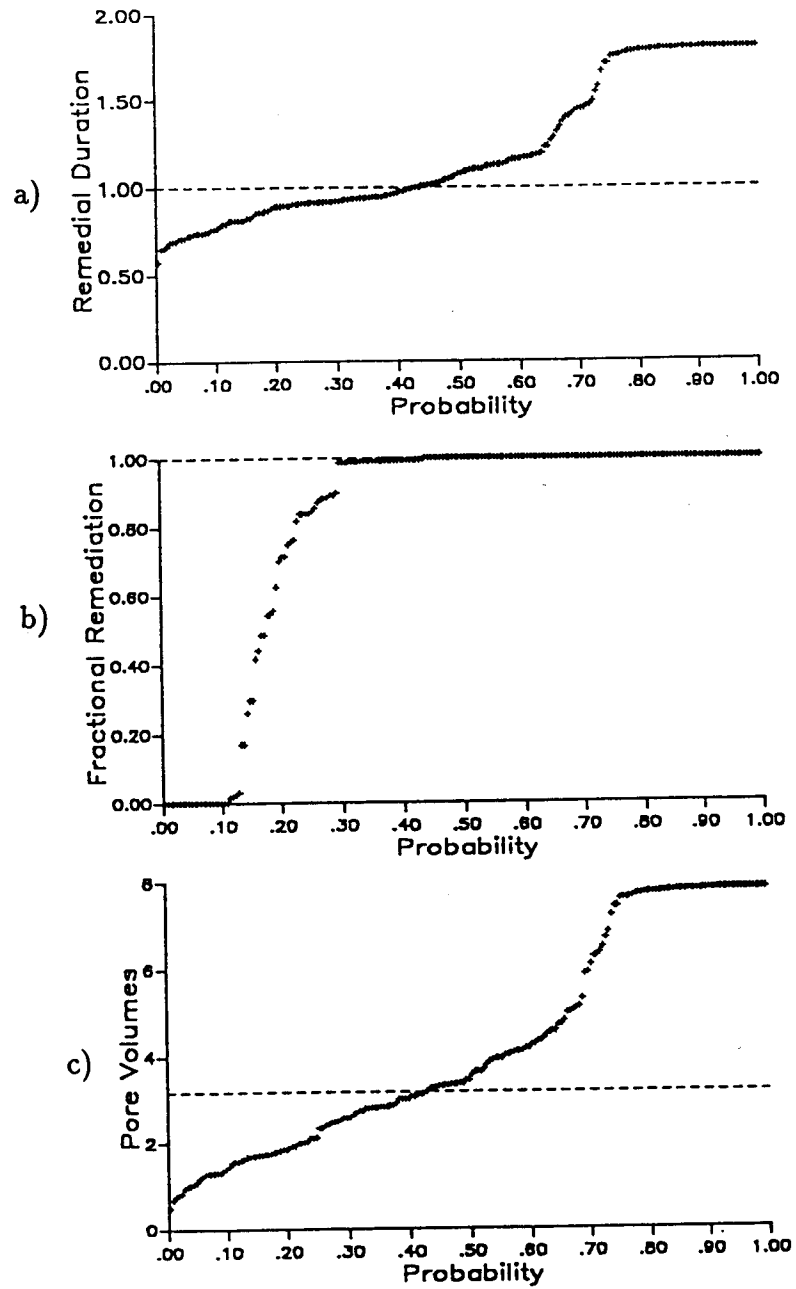 a)
Remedial Duration
2.00
1.50
1.00
0.50
0.00
.00 .10 .20 .30 .40 .50 .60 .70 .80 .90 1.00
Probability
b)
Fractional Remediation
1.00
0.80
0.60
0.40
0.20
0.00
.00 .10 .20 .30 .40 .50 .60 .70 .80 .90 1.00
Probability
c)
Pore Volumes
8
6
4
2
0
.00 .10 .20 .30 .40 .50 .60 .70 .80 .90 1.00
Probability